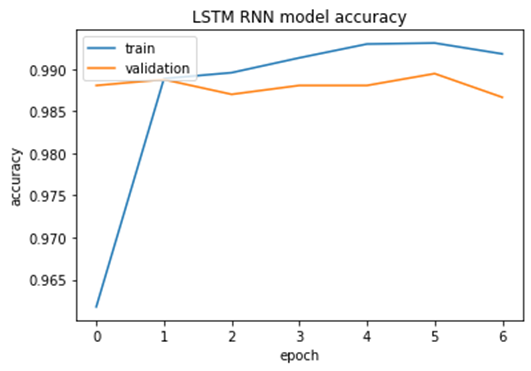 LSTM RNN model accuracy
train
validation
0.990
0.985
0.980
0.975
0.970
0.965
accuracy
0 1 2 3 4 5 6
epoch